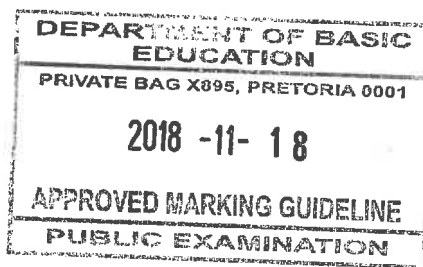 DEPARTMENT OF BASIC
EDUCATION
PRIVATE BAG X895, PRETORIA 0001
2018 -11- 18
APPROVED MARKING GUIDELINE
PUBLIC EXAMINATION